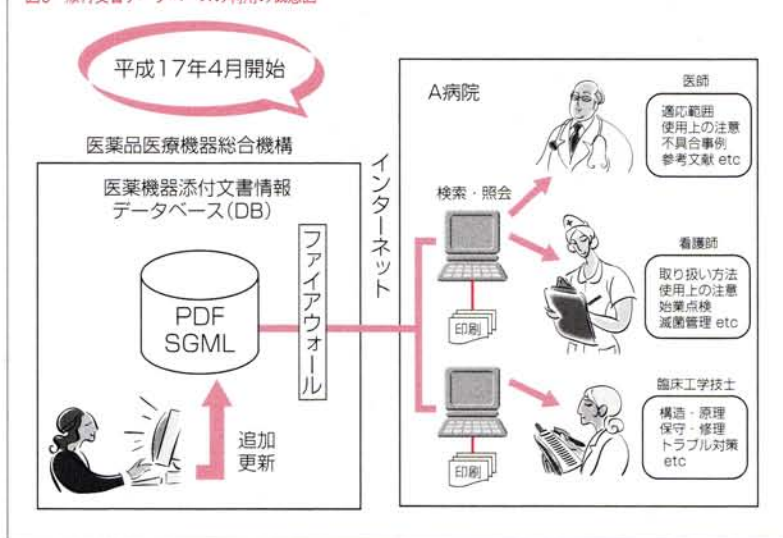 平成17年4月開始
医薬品医療機器総合機構
医薬機器添付文書情報
データベース(DB)
PDF
SGML
追加
更新
ファイアウォール
インターネット
A病院
検索・照会
印刷
印刷
医師
適応範囲
使用上の注意
不具合事例
参考文献 etc
看護師
取り扱い方法
使用上の注意
始業点検
滅菌管理 etc
臨床工学技士
構造・原理
保守・修理
トラブル対策
etc